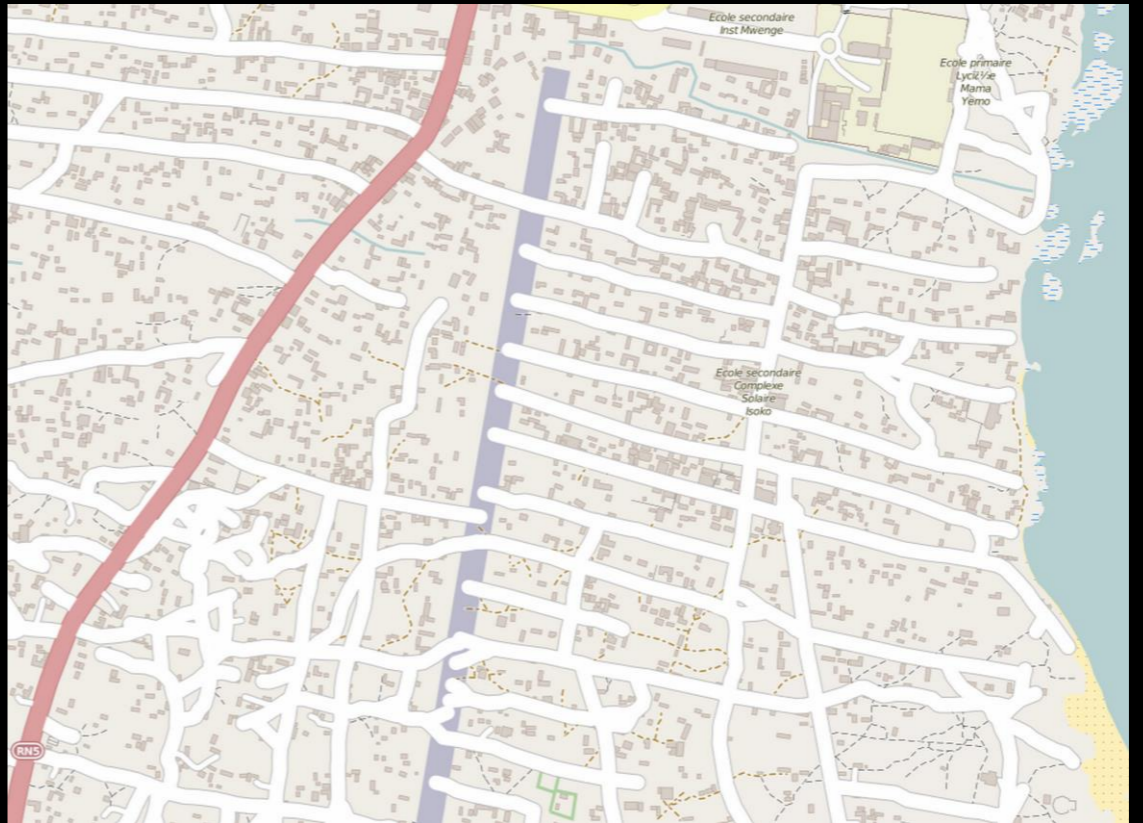 Ecole secondaire
Inst Mwenge
Ecole primaire
Lyciï¿½e
Mama
Yemo
Ecole secondaire
Complexe
Solaire
Isoko
RN5